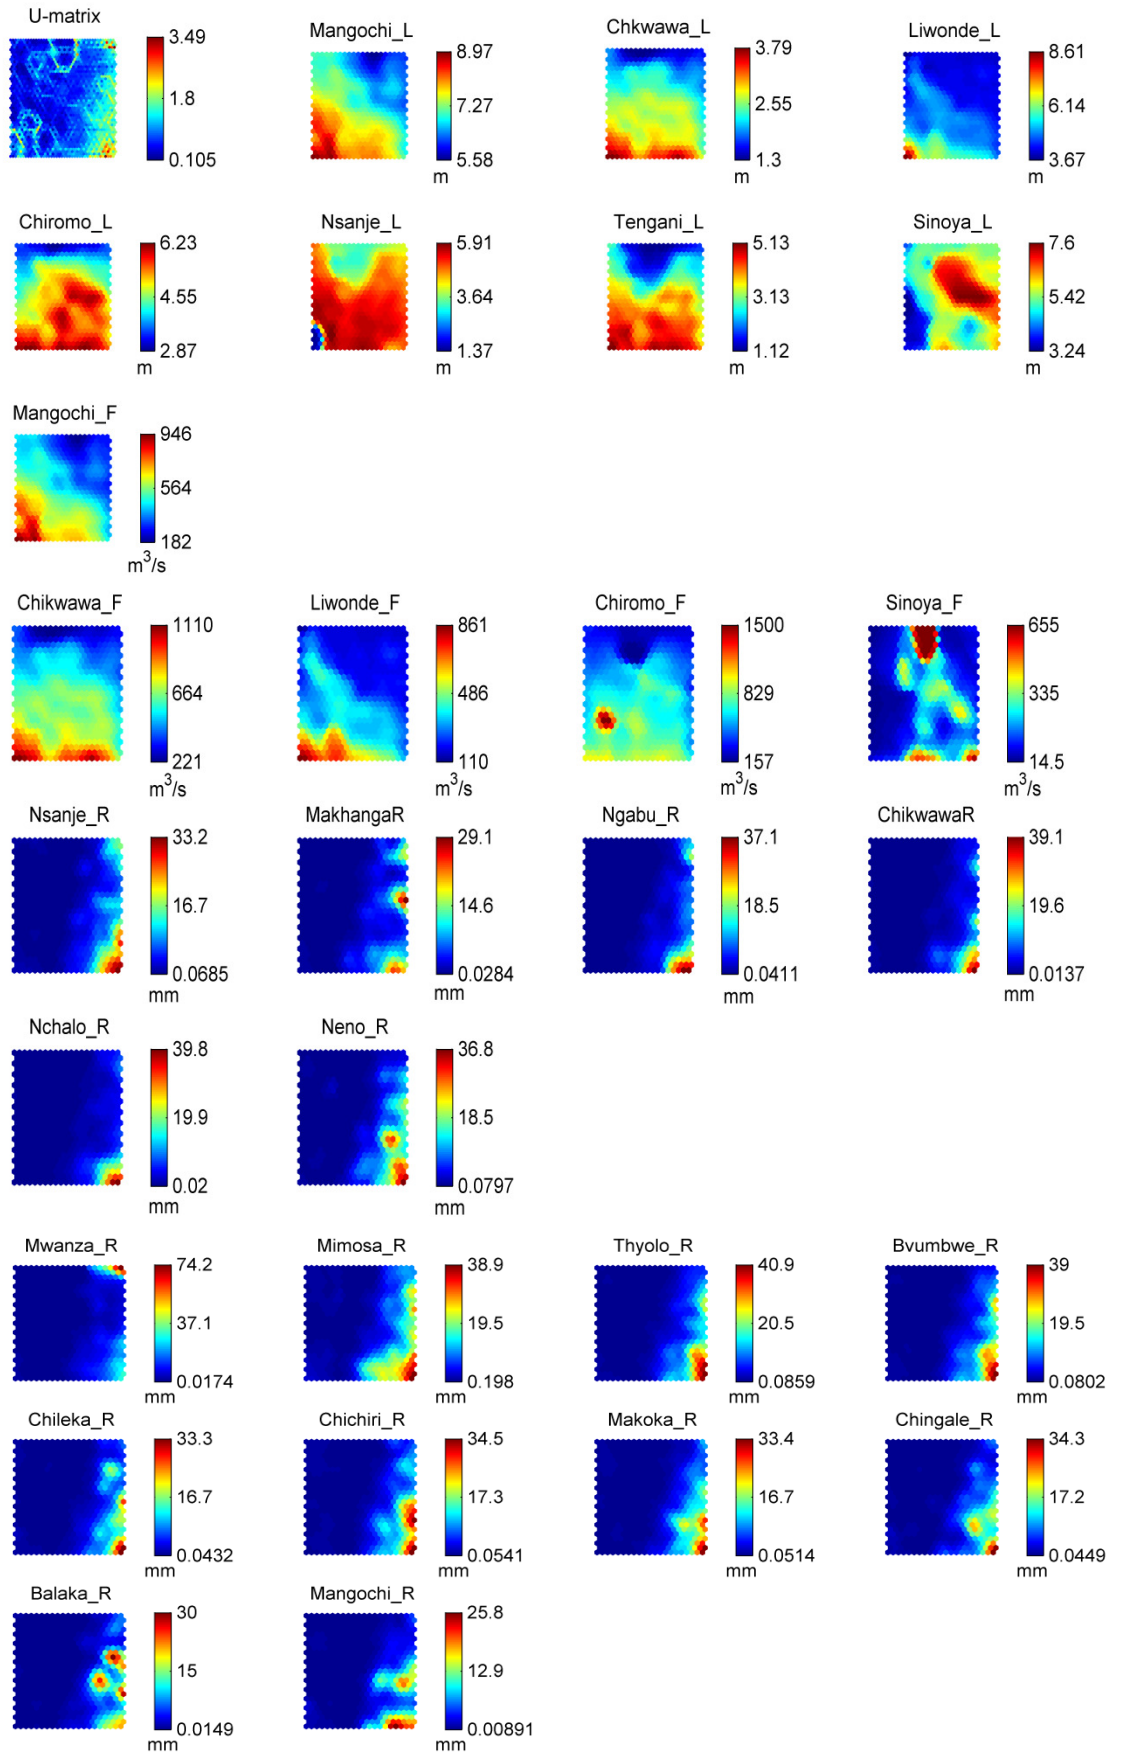 U-matrix
3.49
1.8
0.105
Mangochi_L
8.97
7.27
5.58
m
Chkwawa_L
3.79
2.55
1.3
m
Liwonde_L
8.61
6.14
3.67
m
Chiromo_L
6.23
4.55
2.87
m
Nsanje_L
5.91
3.64
1.37
m
Tengani_L
5.13
3.13
1.12
m
Sinoya_L
7.6
5.42
3.24
m
Mangochi_F
946
564
182
m³/s
Chikwawa_F
1110
664
221
m³/s
Liwonde_F
861
486
110
m
Chiromo_F
1500
829
157
m³/s
Sinoya_F
655
335
14.5
m³/s
Nsanje_R
33.2
16.7
0.0685
mm
MakhangaR
29.1
14.6
0.0284
mm
Ngabu_R
37.1
18.5
0.0411
mm
ChikwawaR
39.1
19.6
0.0137
mm
Nchalo_R
39.8
19.9
0.02
mm
Neno_R
36.8
18.5
0.0797
mm
Mwanza_R
74.2
37.1
0.0174
mm
Mimosa_R
38.9
19.5
0.198
mm
Thyolo_R
40.9
20.5
0.0859
mm
Bvumbwe_R
39
19.5
0.0802
mm
Chileka_R
33.3
16.7
0.0432
mm
Chichiri_R
34.5
17.3
0.0541
mm
Makoka_R
33.4
16.7
0.0514
mm
Chingale_R
34.3
17.2
0.0449
mm
Balaka_R
30
15
0.0149
mm
Mangochi_R
25.8
12.9
0.00891
mm